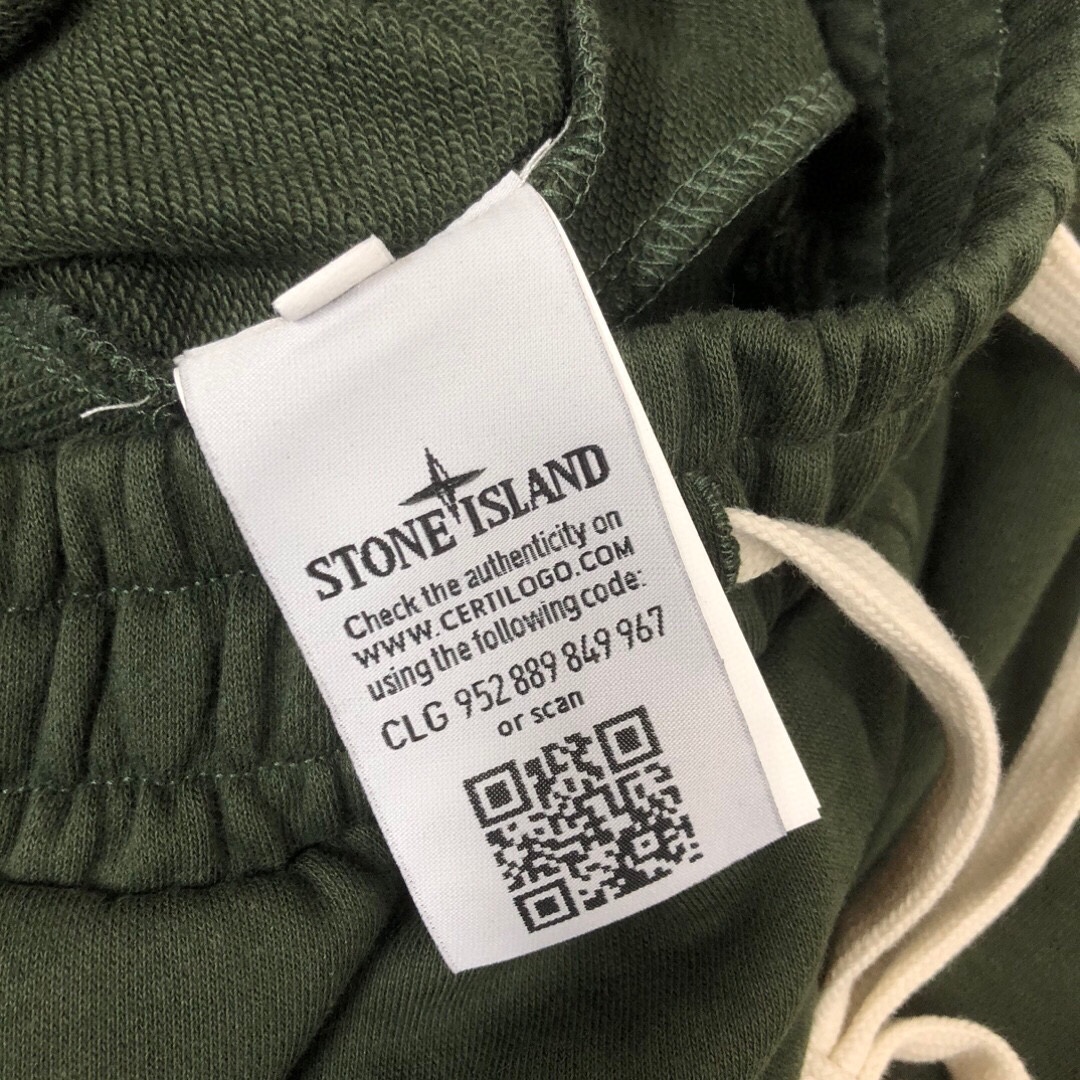 STONE ISLAND
Check the authenticity on
WWW.CERTILOGO.COM
using the following code:
CLG 952 889 849 967
or scan